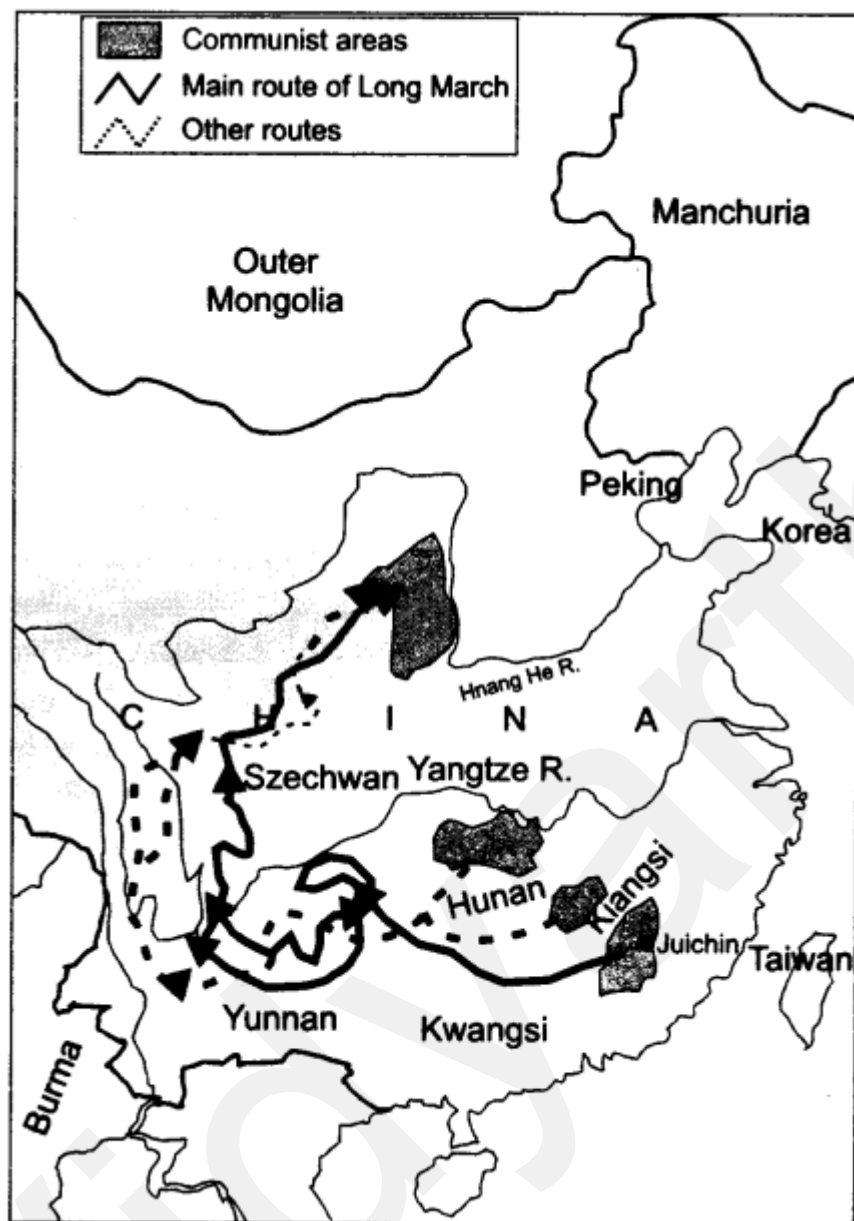 Communist areas
Main route of Long March
Other routes
Manchuria
Outer
Mongolia
Peking
Korea
Hnang He R.
C H I N A
Szechwan
Yangtze R.
Hunan
Kiangsi
Juichin
Taiwan
Yunnan
Kwangsi
Burma